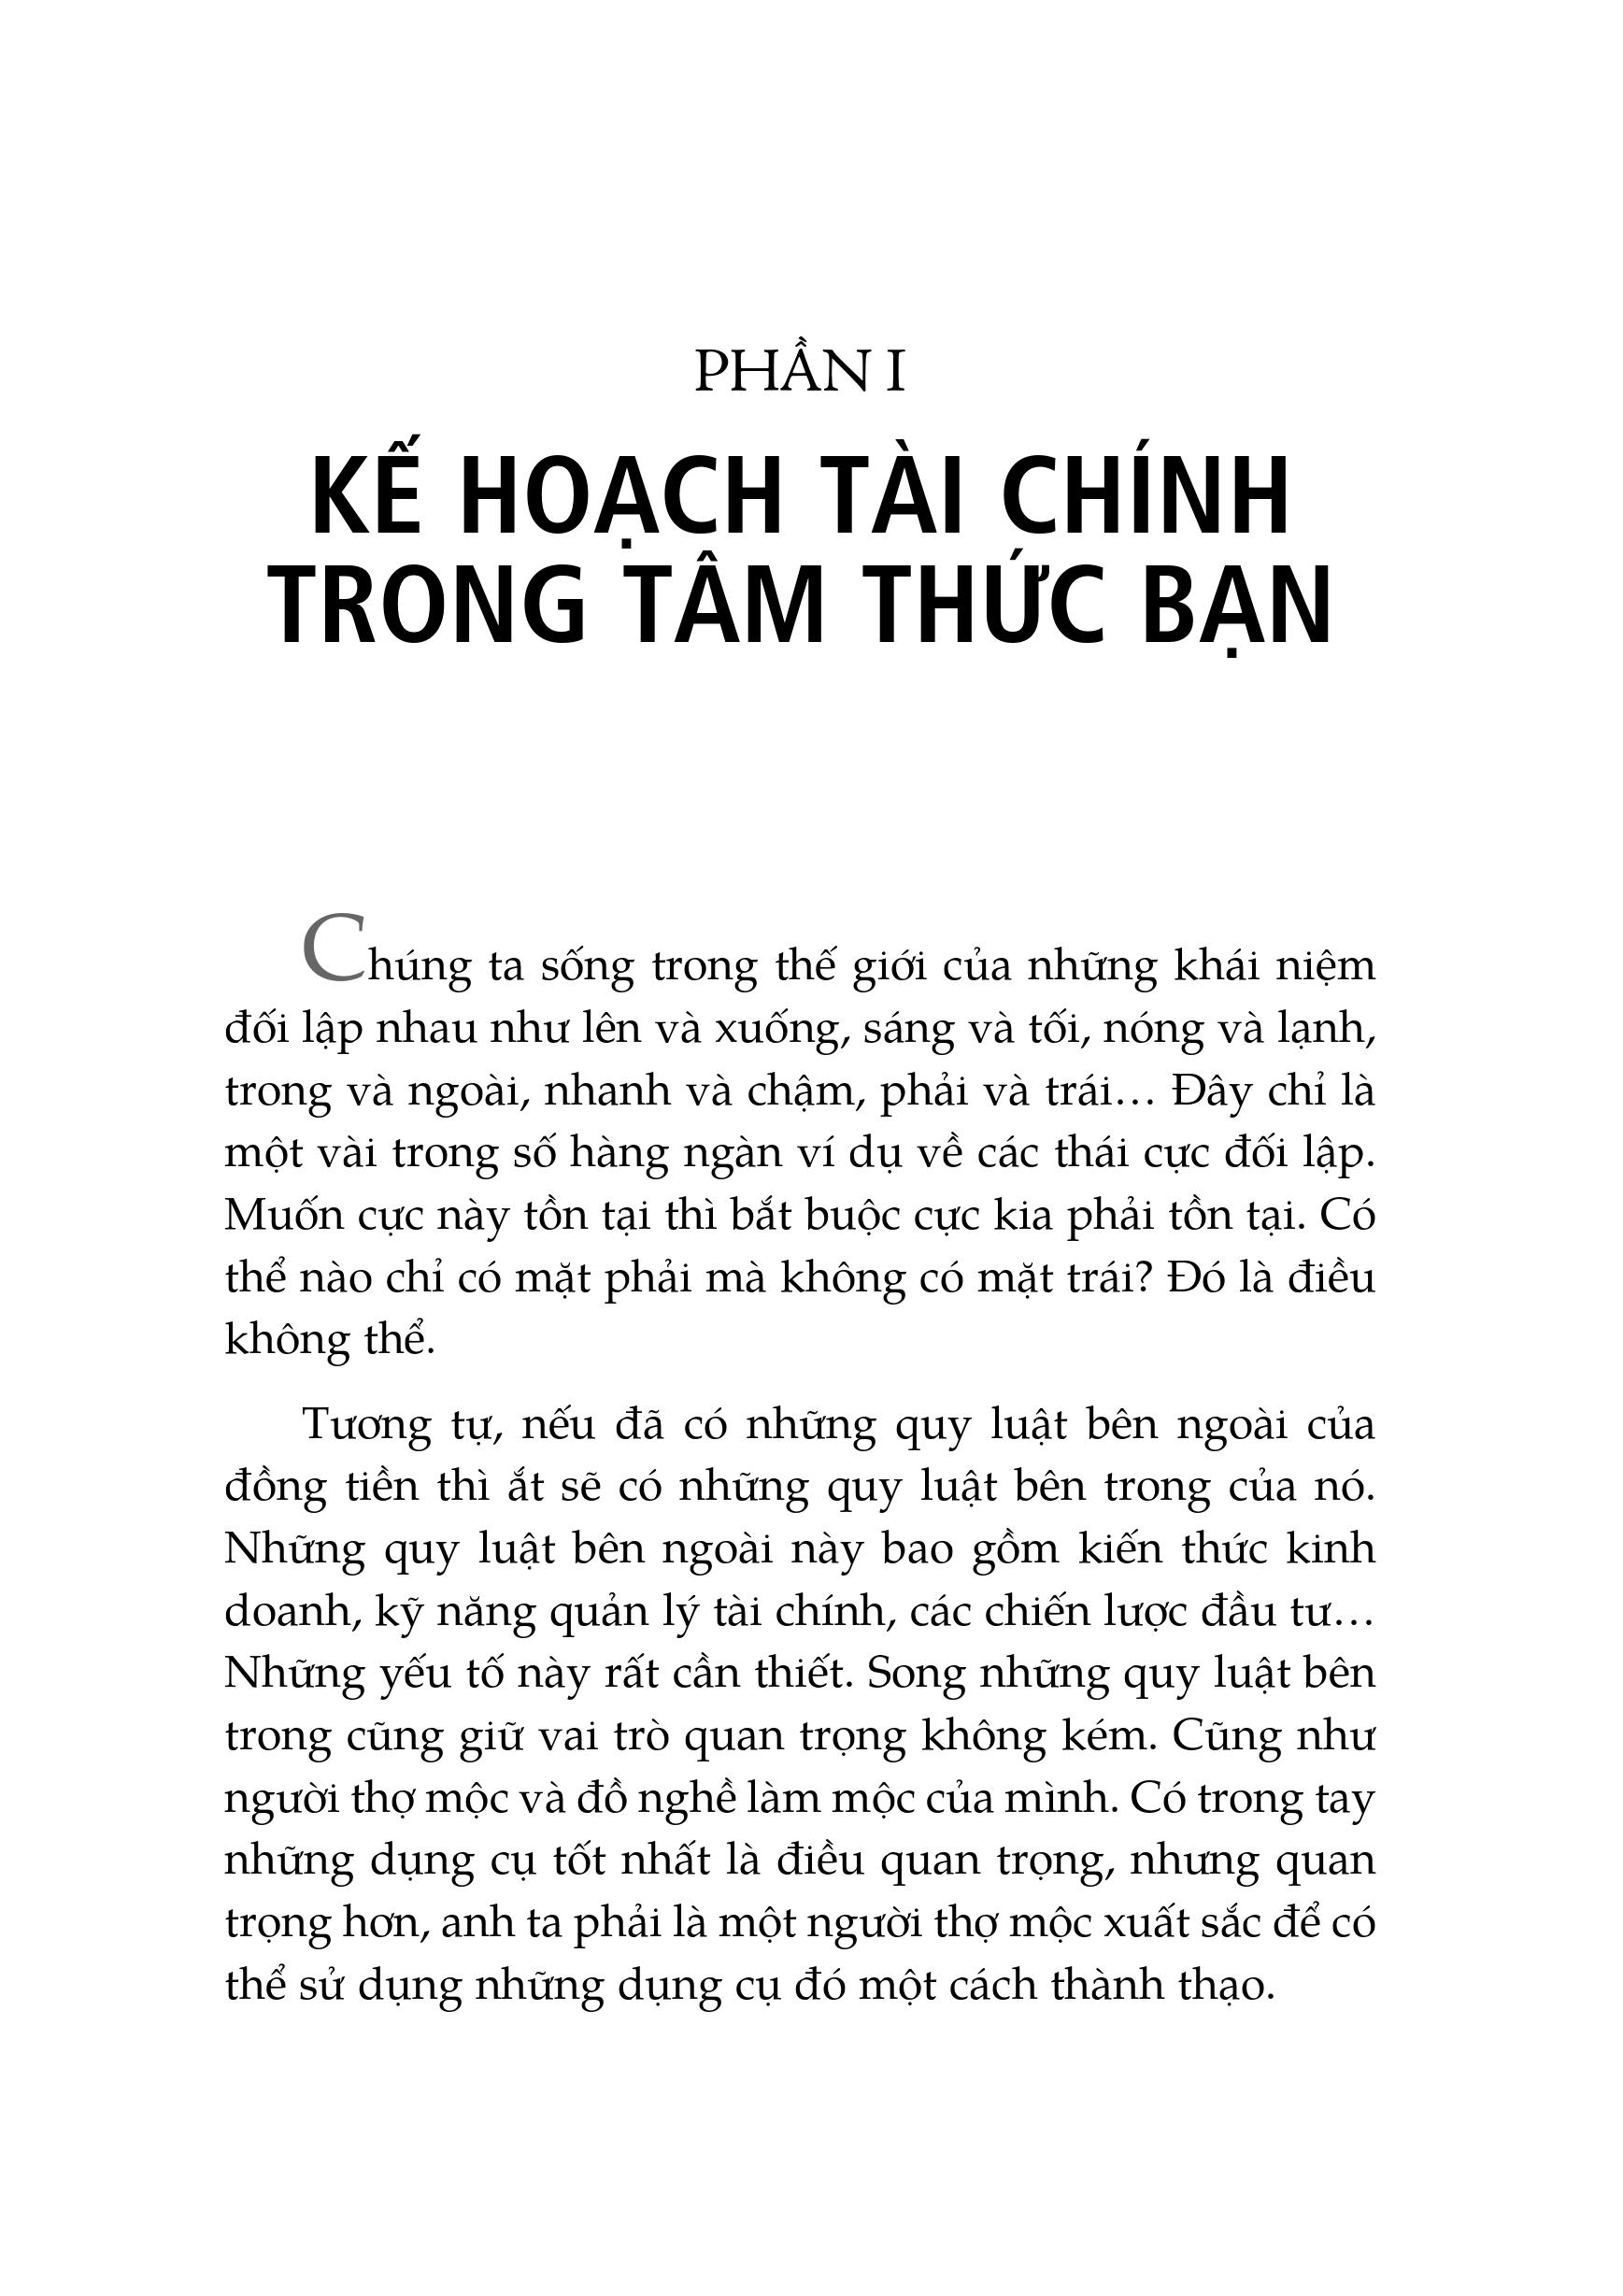 PHẦN I
KẾ HOẠCH TÀI CHÍNH
TRONG TÂM THỨC BẠN
Chúng ta sống trong thế giới của những khái niệm
đối lập nhau như lên và xuống, sáng và tối, nóng và lạnh,
trong và ngoài, nhanh và chậm, phải và trái… Đây chỉ là
một vài trong số hàng ngàn ví dụ về các thái cực đối lập.
Muốn cực này tồn tại thì bắt buộc cực kia phải tồn tại. Có
thể nào chỉ có mặt phải mà không có mặt trái? Đó là điều
không thể.
Tương tự, nếu đã có những quy luật bên ngoài của
đồng tiền thì ắt sẽ có những quy luật bên trong của nó.
Những quy luật bên ngoài này bao gồm kiến thức kinh
doanh, kỹ năng quản lý tài chính, các chiến lược đầu tư…
Những yếu tố này rất cần thiết. Song những quy luật bên
trong cũng giữ vai trò quan trọng không kém. Cũng như
người thợ mộc và đồ nghề làm mộc của mình. Có trong tay
những dụng cụ tốt nhất là điều quan trọng, nhưng quan
trọng hơn, anh ta phải là một người thợ mộc xuất sắc để có
thể sử dụng những dụng cụ đó một cách thành thạo.